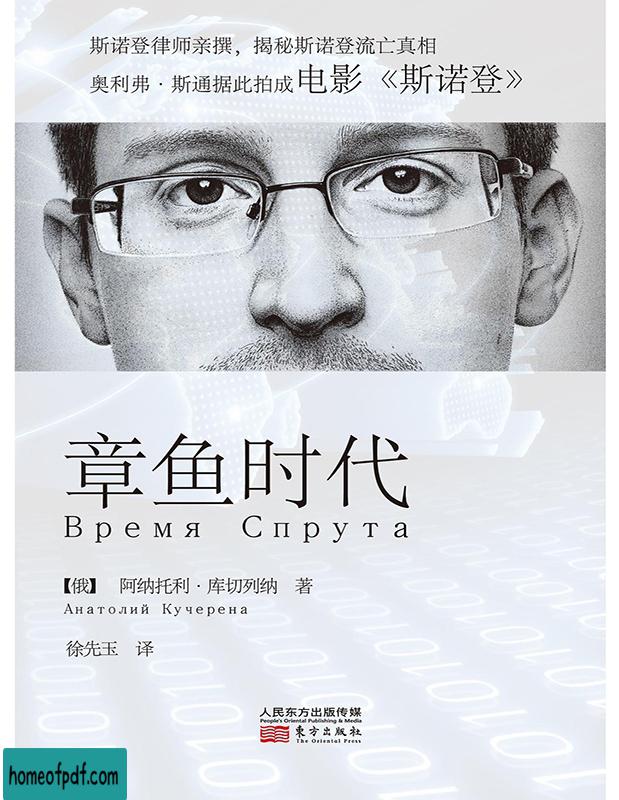 斯诺登律师亲撰，揭秘斯诺登流亡真相
奥利弗·斯通据此拍成电影《斯诺登》
章鱼时代
Время Спрута
【俄】 阿纳托利·库切列纳 著
Анатолий Кучерена
徐先玉 译
人民东方出版传媒
People's Oriental Publishing & Media
东方出版社
The Oriental Press
homeofpdf.com